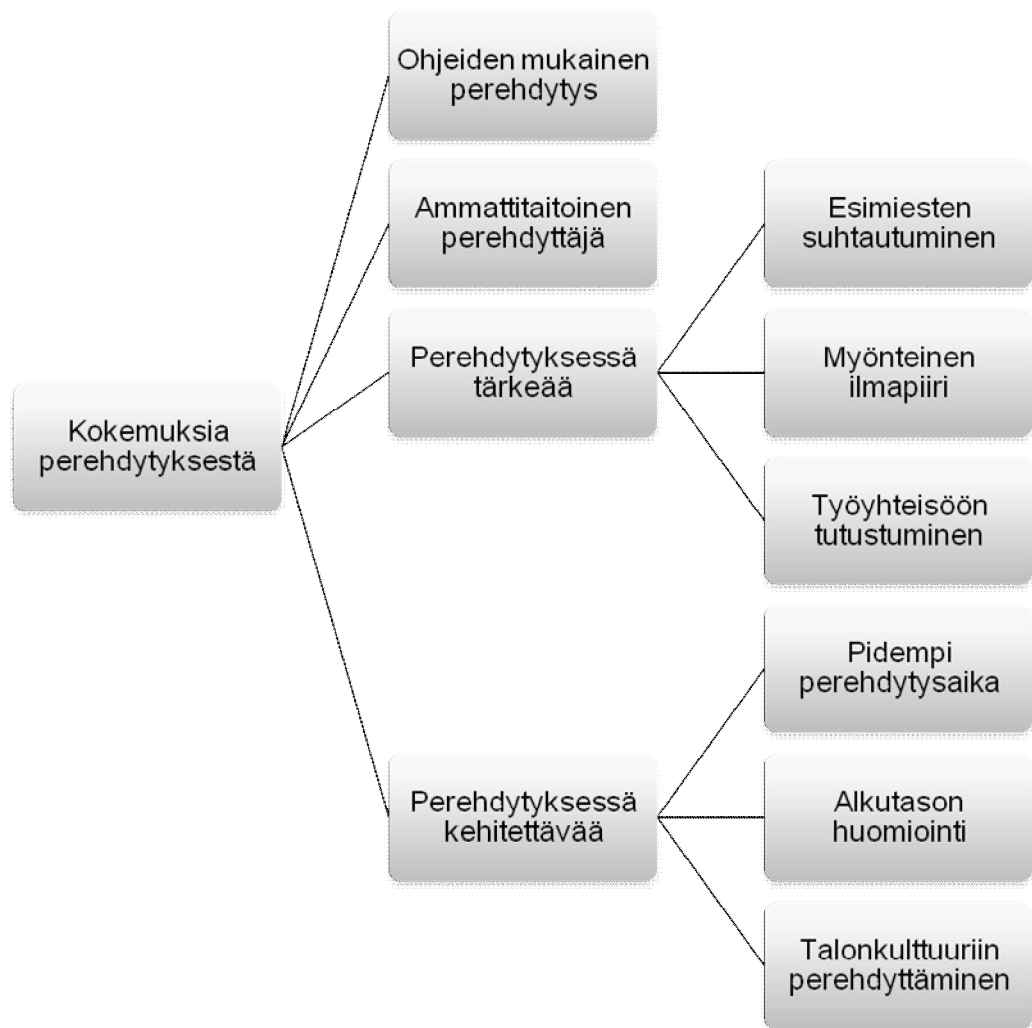 Ohjeiden mukainen
perehdytys
Ammattitaitoinen
perehdyttäjä
Esimiesten
suhtautuminen
Perehdytyksessä
tärkeää
Myönteinen
ilmapiiri
Kokemuksia
perehdytyksestä
Työyhteisöön
tutustuminen
Pidempi
perehdytysaika
Perehdytyksessä
kehitettävää
Alkutason
huomiointi
Talonkulttuuriin
perehdyttäminen